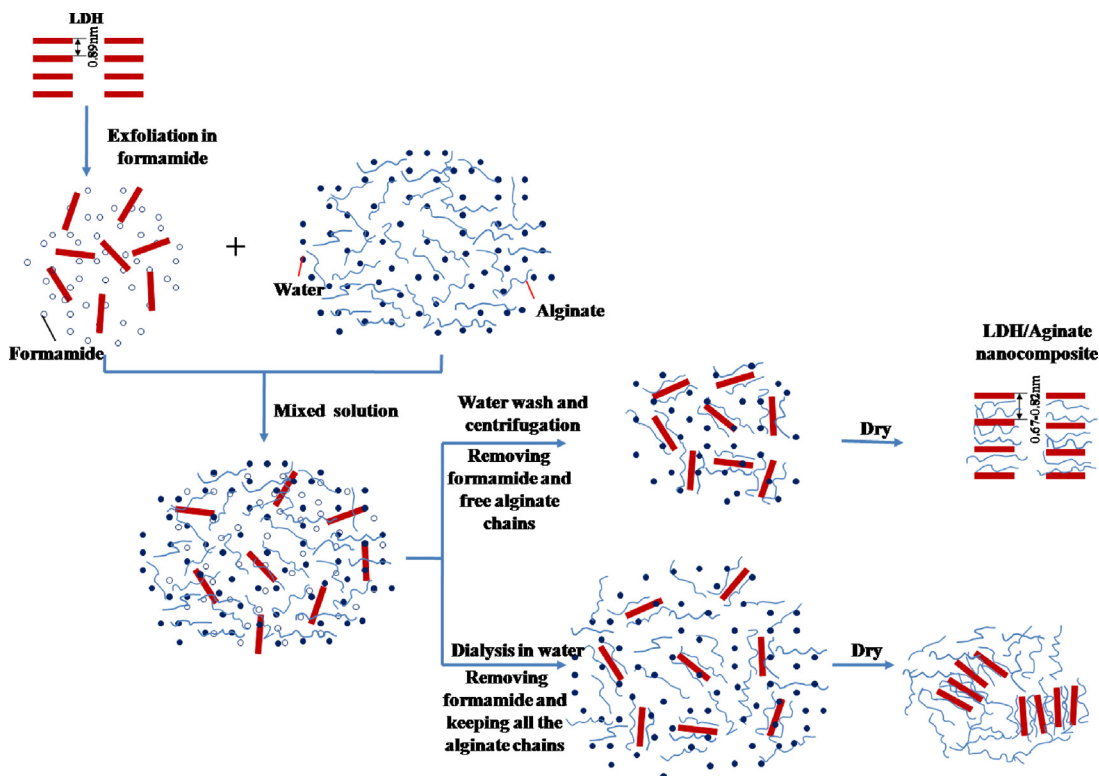 LDH
0.89nm
Exfoliation in
formamide
+
Water
Alginate
Formamide
Mixed solution
Water wash and
centrifugation
Removing
formamide and
free alginate
chains
Dry
LDH/Aginate
nanocomposite
0.67-0.82nm
Dialysis in water
Removing
formamide and
keeping all the
alginate chains
Dry